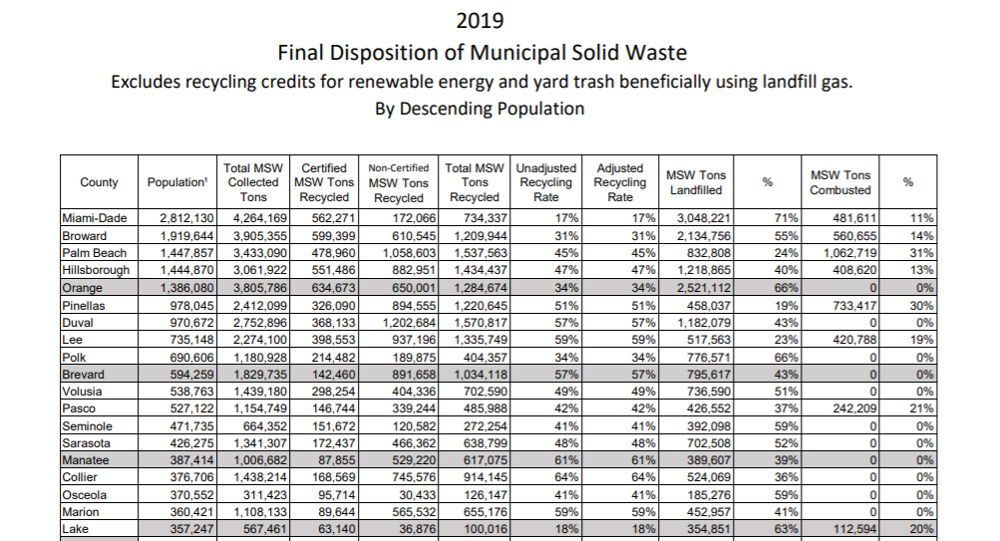 2019
Final Disposition of Municipal Solid Waste
Excludes recycling credits for renewable energy and yard trash beneficially using landfill gas.
By Descending Population
County Population¹ Total MSW Collected Tons Certified MSW Tons Recycled Non-Certified MSW Tons Recycled Total MSW Tons Recycled Unadjusted Recycling Rate Adjusted Recycling Rate MSW Tons Landfilled % MSW Tons Combusted %
Miami-Dade 2,812,130 4,264,169 562,271 172,066 734,337 17% 17% 3,048,221 71% 481,611 11%
Broward 1,919,644 3,905,355 599,399 610,545 1,209,944 31% 31% 2,134,756 55% 560,655 14%
Palm Beach 1,447,857 3,433,090 478,960 1,058,603 1,537,563 45% 45% 832,808 24% 1,062,719 31%
Hillsborough 1,444,870 3,061,922 551,486 882,951 1,434,437 47% 47% 1,218,865 40% 408,620 13%
Orange 1,386,080 3,805,786 634,673 650,001 1,284,674 34% 34% 2,521,112 66% 0 0%
Pinellas 978,045 2,412,099 326,090 894,555 1,220,645 51% 51% 458,037 19% 733,417 30%
Duval 970,672 2,752,896 368,133 1,202,684 1,570,817 57% 57% 1,182,079 43% 0 0%
Lee 735,148 2,274,100 398,553 937,196 1,335,749 59% 59% 517,563 23% 420,788 19%
Polk 690,606 1,180,928 214,482 189,875 404,357 34% 34% 776,571 66% 0 0%
Brevard 594,259 1,829,735 142,460 891,658 1,034,118 57% 57% 795,617 43% 0 0%
Volusia 538,763 1,439,180 298,254 404,336 702,590 49% 49% 736,590 51% 0 0%
Pasco 527,122 1,154,749 146,744 339,244 485,988 42% 42% 426,552 37% 242,209 21%
Seminole 471,735 664,352 151,672 120,582 272,254 41% 41% 392,098 59% 0 0%
Sarasota 426,275 1,341,307 172,437 466,362 638,799 48% 48% 702,508 52% 0 0%
Manatee 387,414 1,006,682 87,855 529,220 617,075 61% 61% 389,607 39% 0 0%
Collier 376,706 1,438,214 168,569 745,576 914,145 64% 64% 524,069 36% 0 0%
Osceola 370,552 311,423 95,714 30,433 126,147 41% 41% 185,276 59% 0 0%
Marion 360,421 1,108,133 89,644 565,532 655,176 59% 59% 452,957 41% 0 0%
Lake 357,247 567,461 63,140 36,876 100,016 18% 18% 354,851 63% 112,594 20%